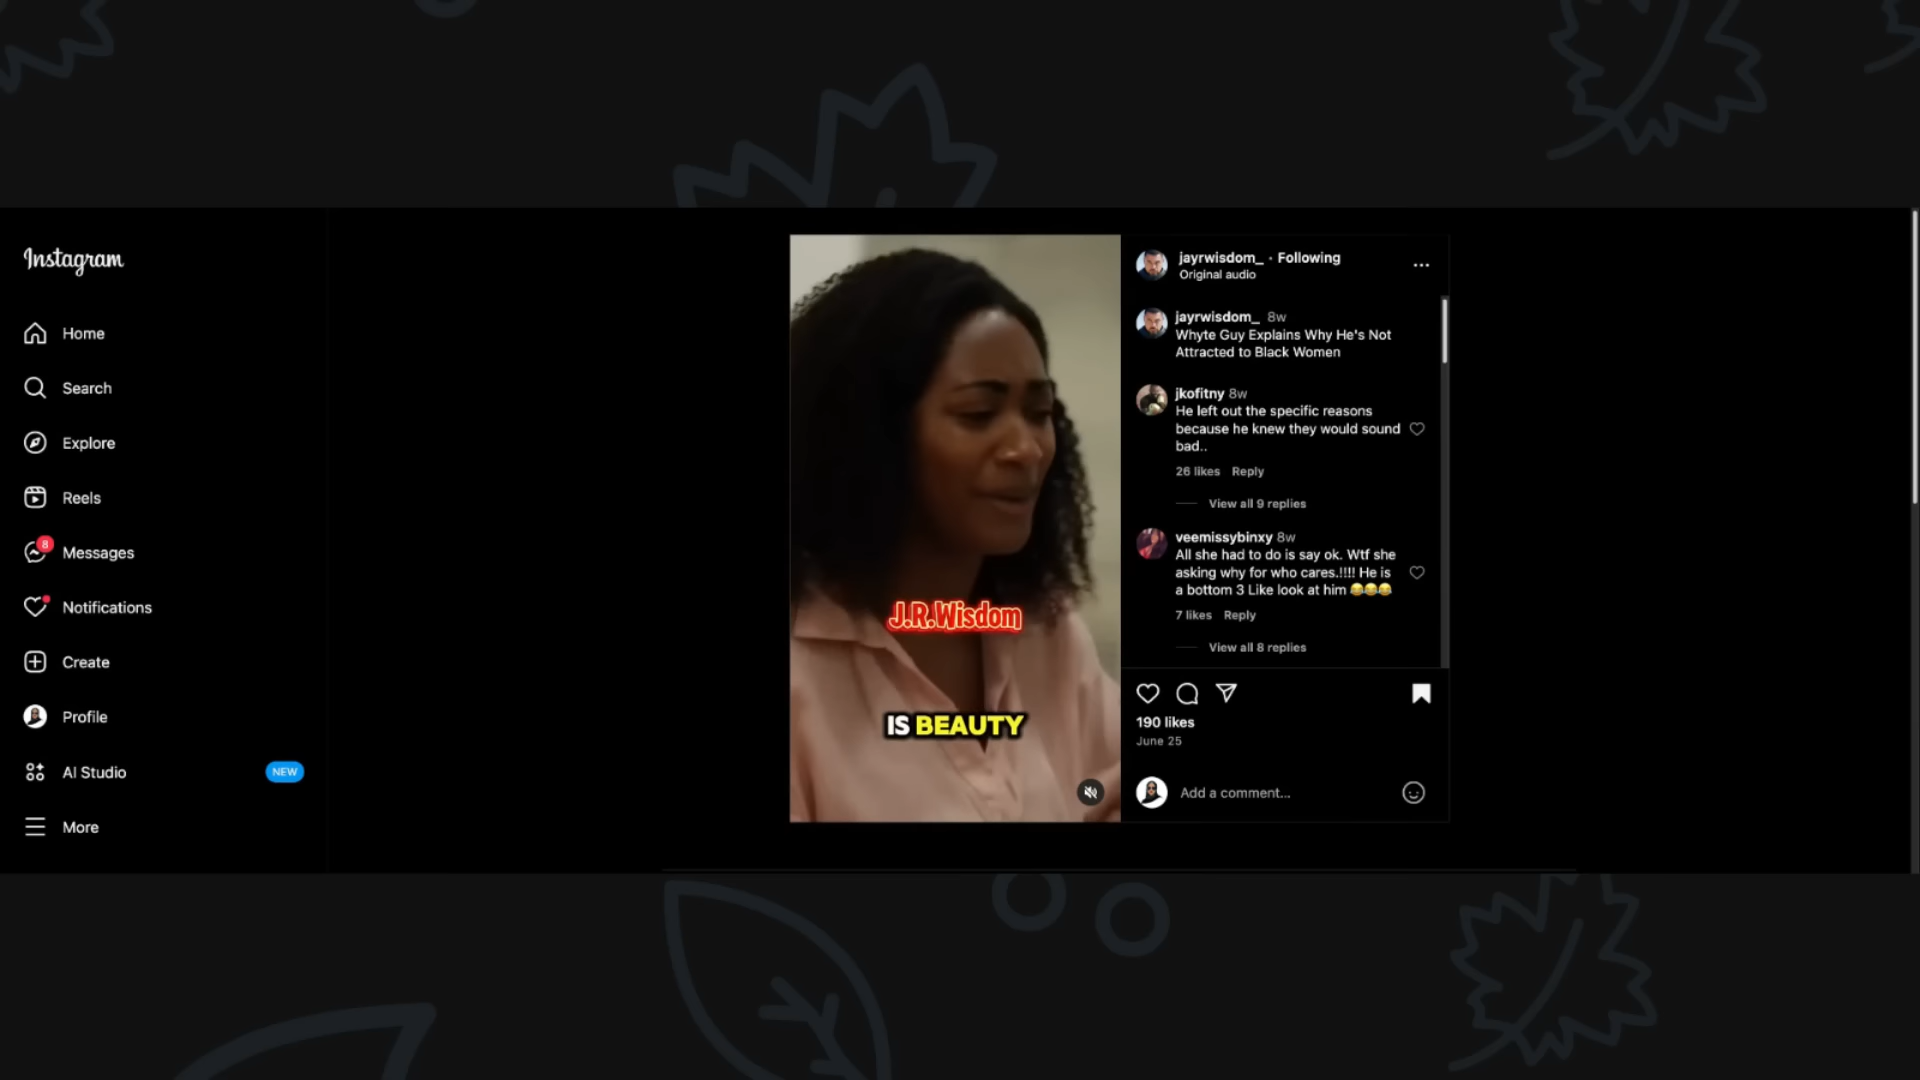 Instagram
Home
Search
Explore
Reels
8
Messages
Notifications
Create
Profile
AI Studio
NEW
More
J.R.Wisdom
IS BEAUTY
jayrwisdom_ · Following
Original audio
...
jayrwisdom_ 8w
Whyte Guy Explains Why He's Not
Attracted to Black Women
jkofitny 8w
He left out the specific reasons
because he knew they would sound
bad..
26 likes Reply
View all 9 replies
veemissybinxy 8w
All she had to do is say ok. Wtf she
asking why for who cares.!!!! He is
a bottom 3 Like look at him 😂😂😂
7 likes Reply
View all 8 replies
190 likes
June 25
Add a comment...